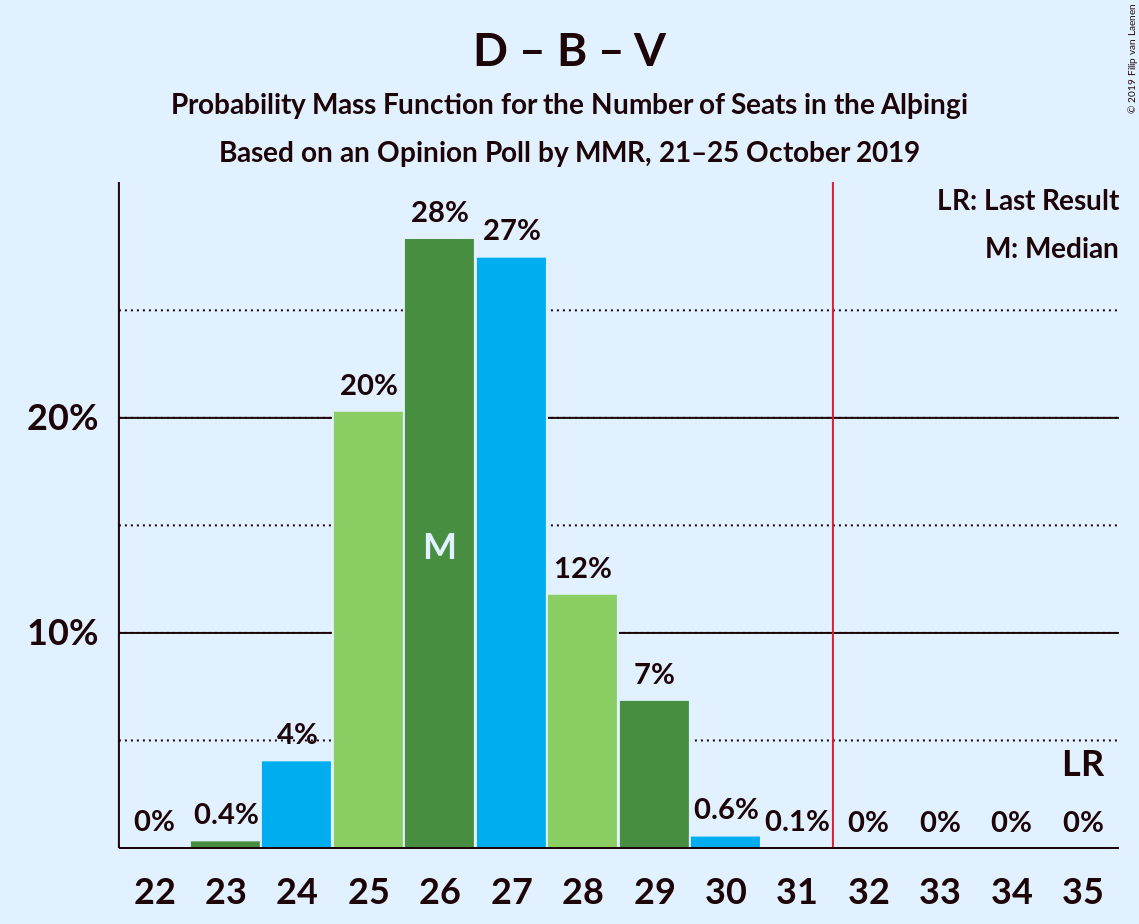 D – B – V
Probability Mass Function for the Number of Seats in the Alþingi
Based on an Opinion Poll by MMR, 21–25 October 2019
© 2019 Filip van Laenen
LR: Last Result
M: Median
28%
27%
20%
20%
M
12%
10%
7%
4%
LR
0%
0.4%
0.6%
0.1%
0%
0%
0%
0%
22 23 24 25 26 27 28 29 30 31 32 33 34 35